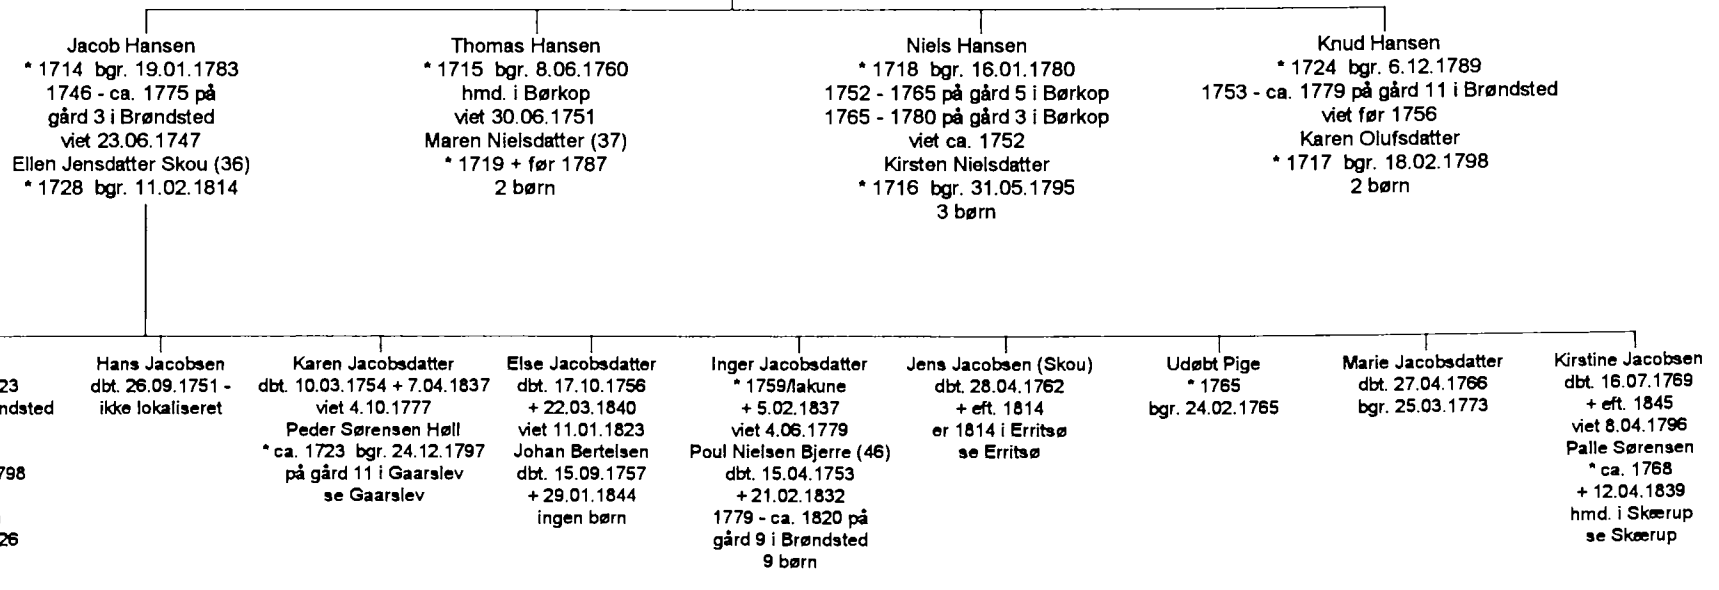 Jacob Hansen
* 1714 bgr. 19.01.1783
1746 - ca. 1775 på
gård 3 i Brøndsted
viet 23.06.1747
Ellen Jensdatter Skou (36)
* 1728 bgr. 11.02.1814
Thomas Hansen
* 1715 bgr. 8.06.1760
hmd. i Børkop
viet 30.06.1751
Maren Nielsdatter (37)
* 1719 + før 1787
2 børn
Niels Hansen
* 1718 bgr. 16.01.1780
1752 - 1765 på gård 5 i Børkop
1765 - 1780 på gård 3 i Børkop
viet ca. 1752
Kirsten Nielsdatter
* 1716 bgr. 31.05.1795
3 børn
Knud Hansen
* 1724 bgr. 6.12.1789
1753 - ca. 1779 på gård 11 i Brøndsted
viet før 1756
Karen Olufsdatter
* 1717 bgr. 18.02.1798
2 børn
23
ndsted
798
26
Hans Jacobsen
dbt. 26.09.1751 -
ikke lokaliseret
Karen Jacobsdatter
dbt. 10.03.1754 + 7.04.1837
viet 4.10.1777
Peder Sørensen Høll
* ca. 1723 bgr. 24.12.1797
på gård 11 i Gaarslev
se Gaarslev
Else Jacobsdatter
dbt. 17.10.1756
+ 22.03.1840
viet 11.01.1823
Johan Bertelsen
dbt. 15.09.1757
+ 29.01.1844
ingen børn
Inger Jacobsdatter
* 1759/lakune
+ 5.02.1837
viet 4.06.1779
Poul Nielsen Bjerre (46)
dbt. 15.04.1753
+ 21.02.1832
1779 - ca. 1820 på
gård 9 i Brøndsted
9 børn
Jens Jacobsen (Skou)
dbt. 28.04.1762
+ eft. 1814
er 1814 i Erritsø
se Erritsø
Udøbt Pige
* 1765
bgr. 24.02.1765
Marie Jacobsdatter
dbt. 27.04.1766
bgr. 25.03.1773
Kirstine Jacobsen
dbt. 16.07.1769
+ eft. 1845
viet 8.04.1796
Palle Sørensen
* ca. 1768
+ 12.04.1839
hmd. i Skærup
se Skærup